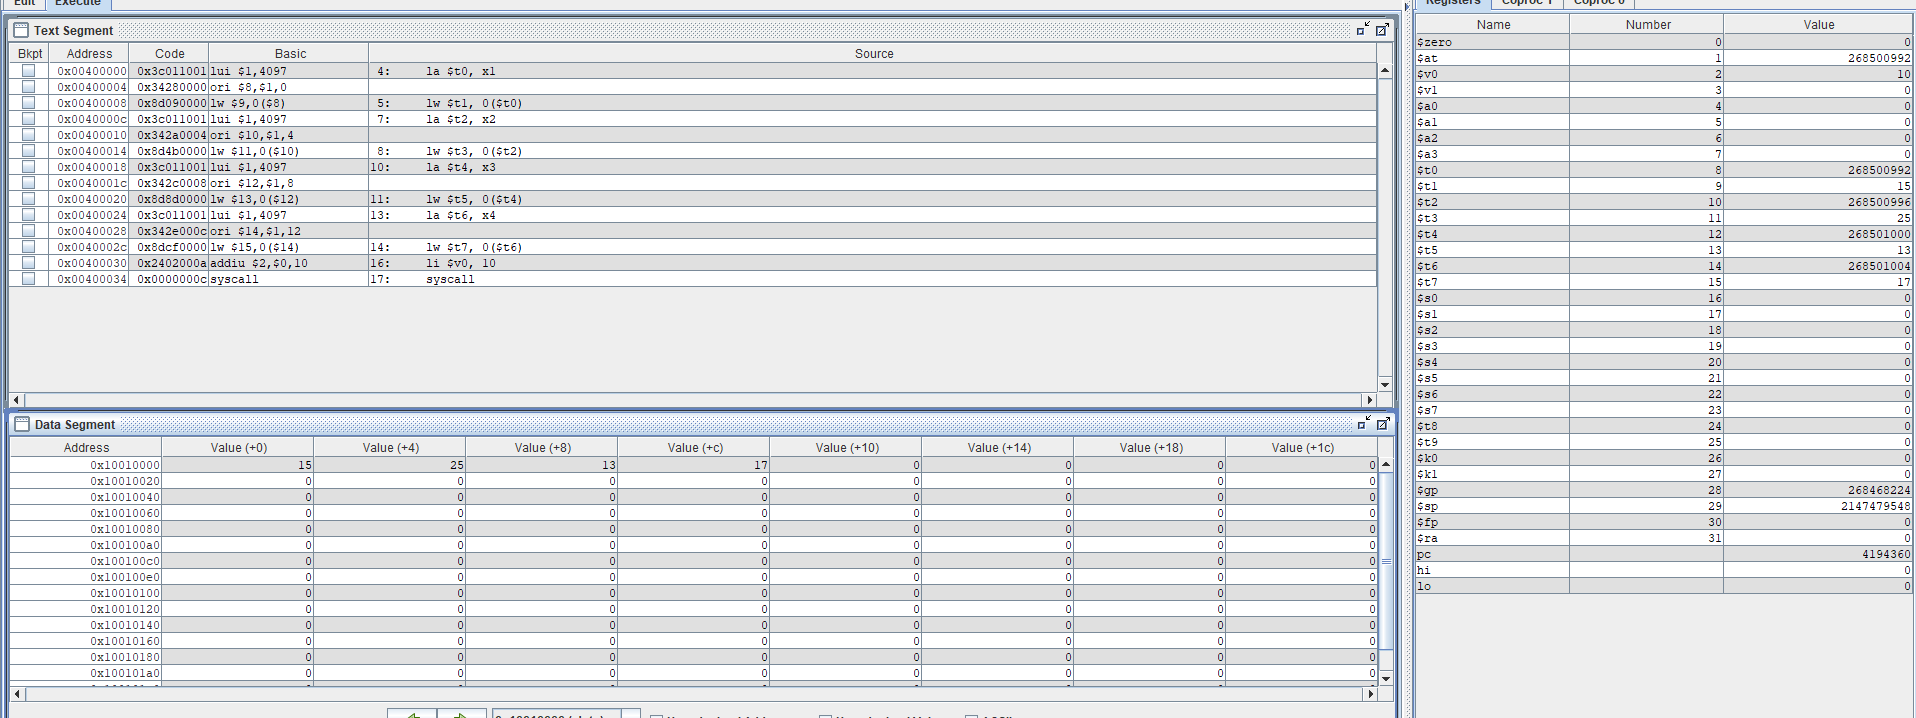 Edit Execute
Text Segment
Bkpt Address Code Basic Source
0x00400000 0x3c011001 lui $1,4097 4: la $t0, x1
0x00400004 0x34280000 ori $8,$1,0
0x00400008 0x8d090000 lw $9,0($8) 5: lw $t1, 0($t0)
0x0040000c 0x3c011001 lui $1,4097 7: la $t2, x2
0x00400010 0x342a0004 ori $10,$1,4
0x00400014 0x8d4b0000 lw $11,0($10) 8: lw $t3, 0($t2)
0x00400018 0x3c011001 lui $1,4097 10: la $t4, x3
0x0040001c 0x342c0008 ori $12,$1,8
0x00400020 0x8d8d0000 lw $13,0($12) 11: lw $t5, 0($t4)
0x00400024 0x3c011001 lui $1,4097 13: la $t6, x4
0x00400028 0x342e000c ori $14,$1,12
0x0040002c 0x8dcf0000 lw $15,0($14) 14: lw $t7, 0($t6)
0x00400030 0x2402000a addiu $2,$0,10 16: li $v0, 10
0x00400034 0x0000000c syscall 17: syscall
Data Segment
Address Value (+0) Value (+4) Value (+8) Value (+c) Value (+10) Value (+14) Value (+18) Value (+1c)
0x10010000 15 25 13 17 0 0 0 0
0x10010020 0 0 0 0 0 0 0 0
0x10010040 0 0 0 0 0 0 0 0
0x10010060 0 0 0 0 0 0 0 0
0x10010080 0 0 0 0 0 0 0 0
0x100100a0 0 0 0 0 0 0 0 0
0x100100c0 0 0 0 0 0 0 0 0
0x100100e0 0 0 0 0 0 0 0 0
0x10010100 0 0 0 0 0 0 0 0
0x10010120 0 0 0 0 0 0 0 0
0x10010140 0 0 0 0 0 0 0 0
0x10010160 0 0 0 0 0 0 0 0
0x10010180 0 0 0 0 0 0 0 0
0x100101a0 0 0 0 0 0 0 0 0
Registers Coproc 1 Coproc 0
Name Number Value
$zero 0 0
$at 1 268500992
$v0 2 10
$v1 3 0
$a0 4 0
$a1 5 0
$a2 6 0
$a3 7 0
$t0 8 268500992
$t1 9 15
$t2 10 268500996
$t3 11 25
$t4 12 268501000
$t5 13 13
$t6 14 268501004
$t7 15 17
$s0 16 0
$s1 17 0
$s2 18 0
$s3 19 0
$s4 20 0
$s5 21 0
$s6 22 0
$s7 23 0
$t8 24 0
$t9 25 0
$k0 26 0
$k1 27 0
$gp 28 268468224
$sp 29 2147479548
$fp 30 0
$ra 31 0
pc 4194360
hi 0
lo 0